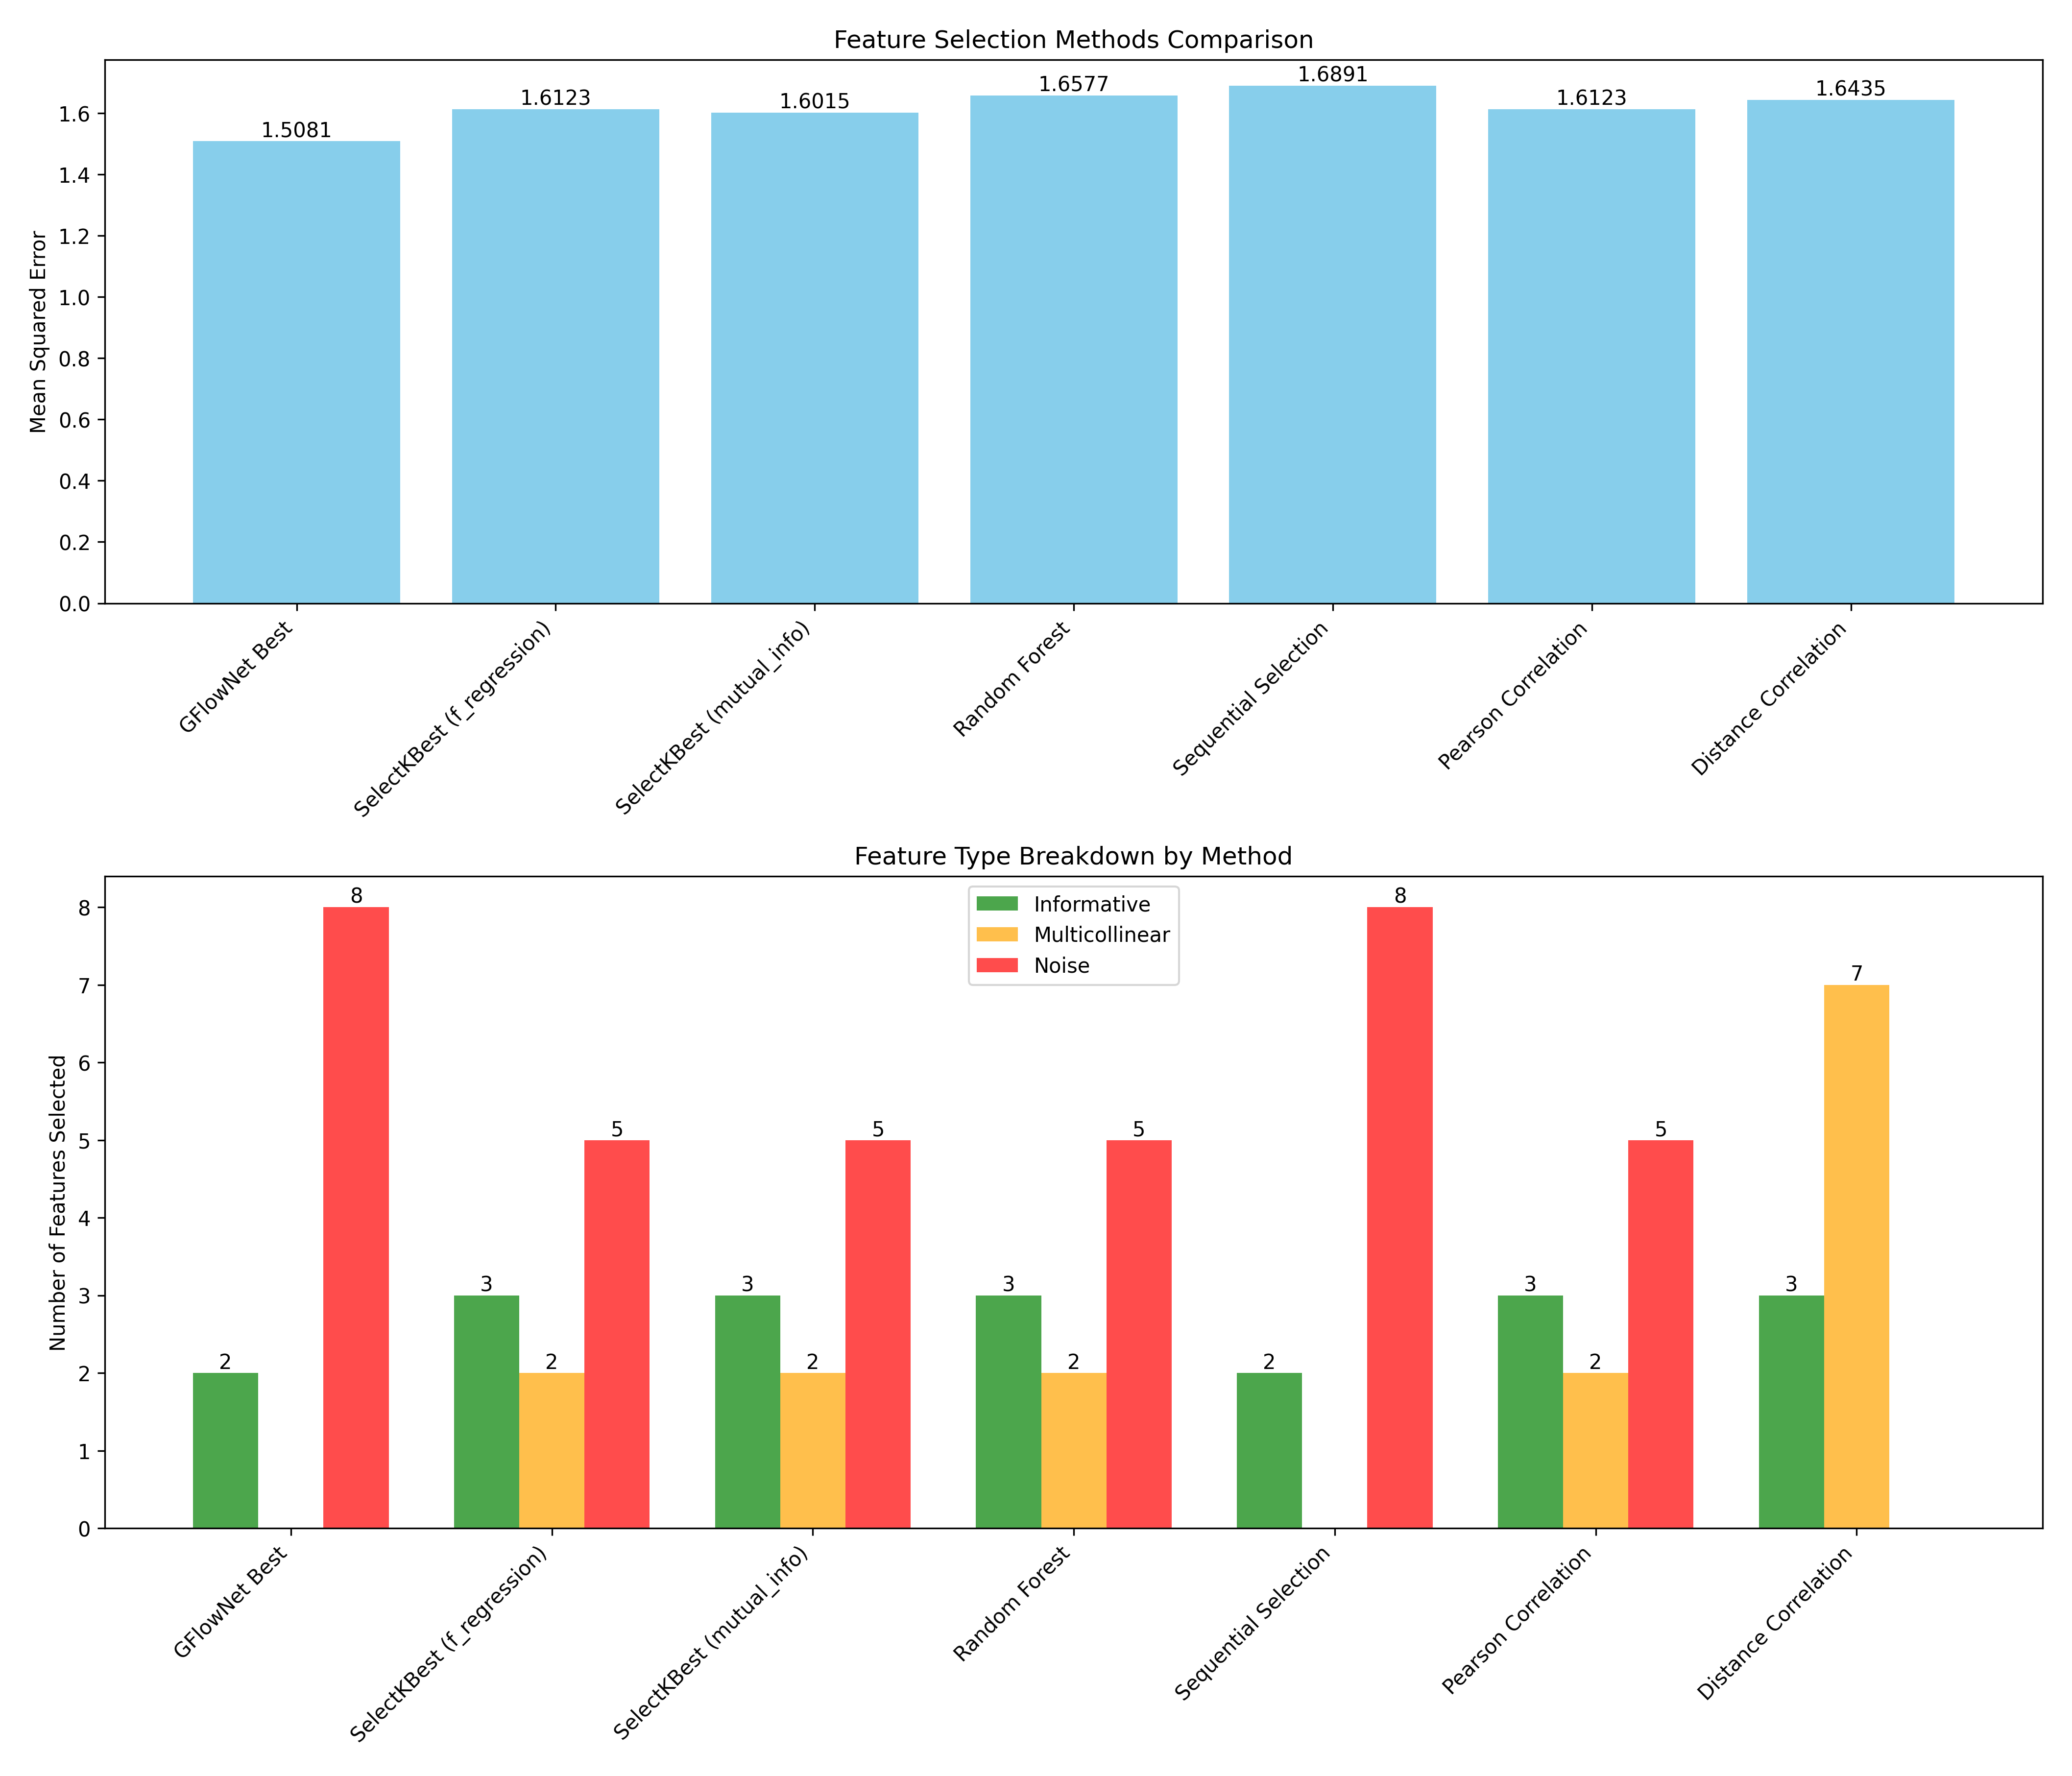 Feature Selection Methods Comparison
Mean Squared Error
1.6
1.4
1.2
1.0
0.8
0.6
0.4
0.2
0.0
1.5081
1.6123
1.6015
1.6577
1.6891
1.6123
1.6435
GFlowNet Best
SelectKBest (f_regression)
SelectKBest (mutual_info)
Random Forest
Sequential Selection
Pearson Correlation
Distance Correlation
Feature Type Breakdown by Method
Number of Features Selected
8
7
6
5
4
3
2
1
0
Informative
Multicollinear
Noise
2
8
3
2
5
3
2
5
3
2
5
2
8
3
2
5
3
7
GFlowNet Best
SelectKBest (f_regression)
SelectKBest (mutual_info)
Random Forest
Sequential Selection
Pearson Correlation
Distance Correlation